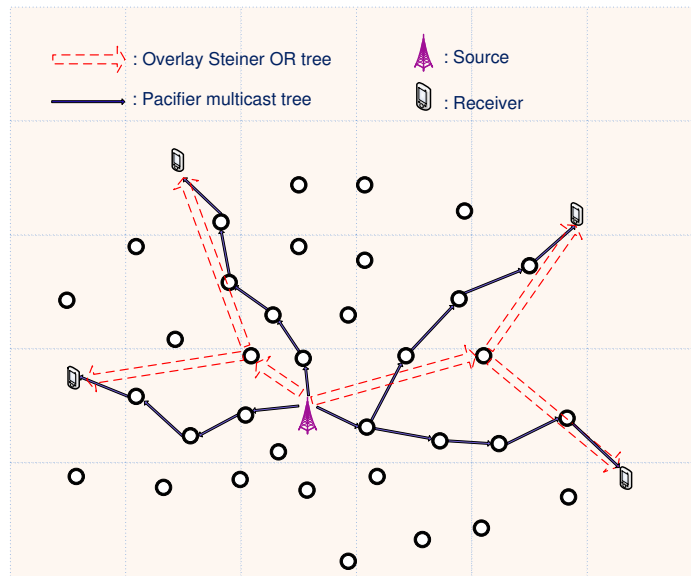 : Overlay Steiner OR tree
: Source
: Pacifier multicast tree
: Receiver